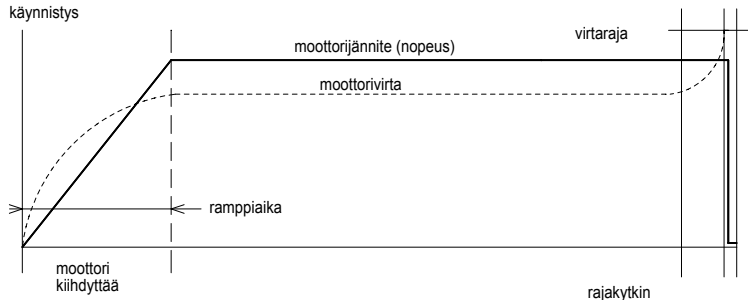 käynnistys
moottorijännite (nopeus)
virtaraja
moottorivirta
ramppiaika
moottori
kiihdyttää
rajakytkin